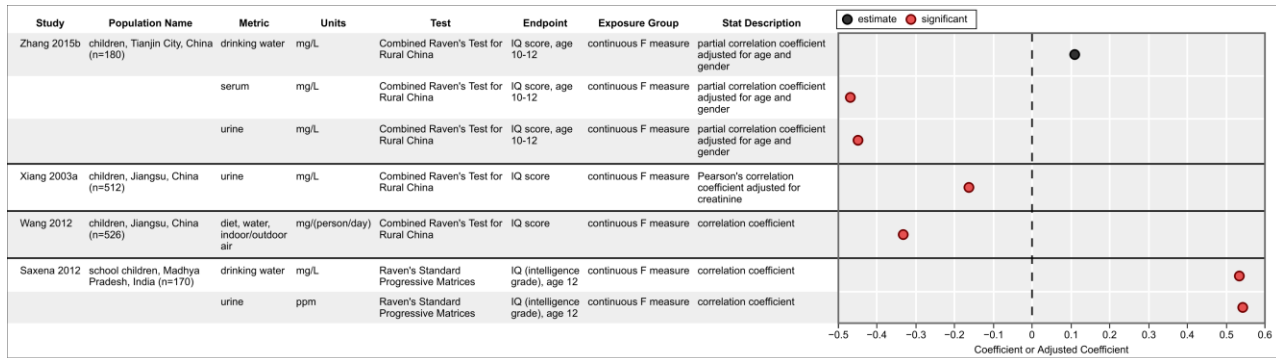 Study Population Name Metric Units Test Endpoint Exposure Group Stat Description
estimate significant
Zhang 2015b children, Tianjin City, China drinking water mg/L Combined Raven's Test for IQ score, age continuous F measure partial correlation coefficient
(n=180) Rural China 10-12 adjusted for age and
gender
serum mg/L Combined Raven's Test for IQ score, age continuous F measure partial correlation coefficient
Rural China 10-12 adjusted for age and
gender
urine mg/L Combined Raven's Test for IQ score, age continuous F measure partial correlation coefficient
Rural China 10-12 adjusted for age and
gender
Xiang 2003a children, Jiangsu, China urine mg/L Combined Raven's Test for IQ score continuous F measure Pearson's correlation
(n=512) Rural China coefficient adjusted for
creatinine
Wang 2012 children, Jiangsu, China diet, water, mg/(person/day) Combined Raven's Test for IQ score continuous F measure correlation coefficient
(n=526) indoor/outdoor Rural China
air
Saxena 2012 school children, Madhya drinking water mg/L Raven's Standard IQ (intelligence continuous F measure correlation coefficient
Pradesh, India (n=170) Progressive Matrices grade), age 12
urine ppm Raven's Standard IQ (intelligence continuous F measure correlation coefficient
Progressive Matrices grade), age 12
−0.5 −0.4 −0.3 −0.2 −0.1 0 0.1 0.2 0.3 0.4 0.5 0.6
Coefficient or Adjusted Coefficient